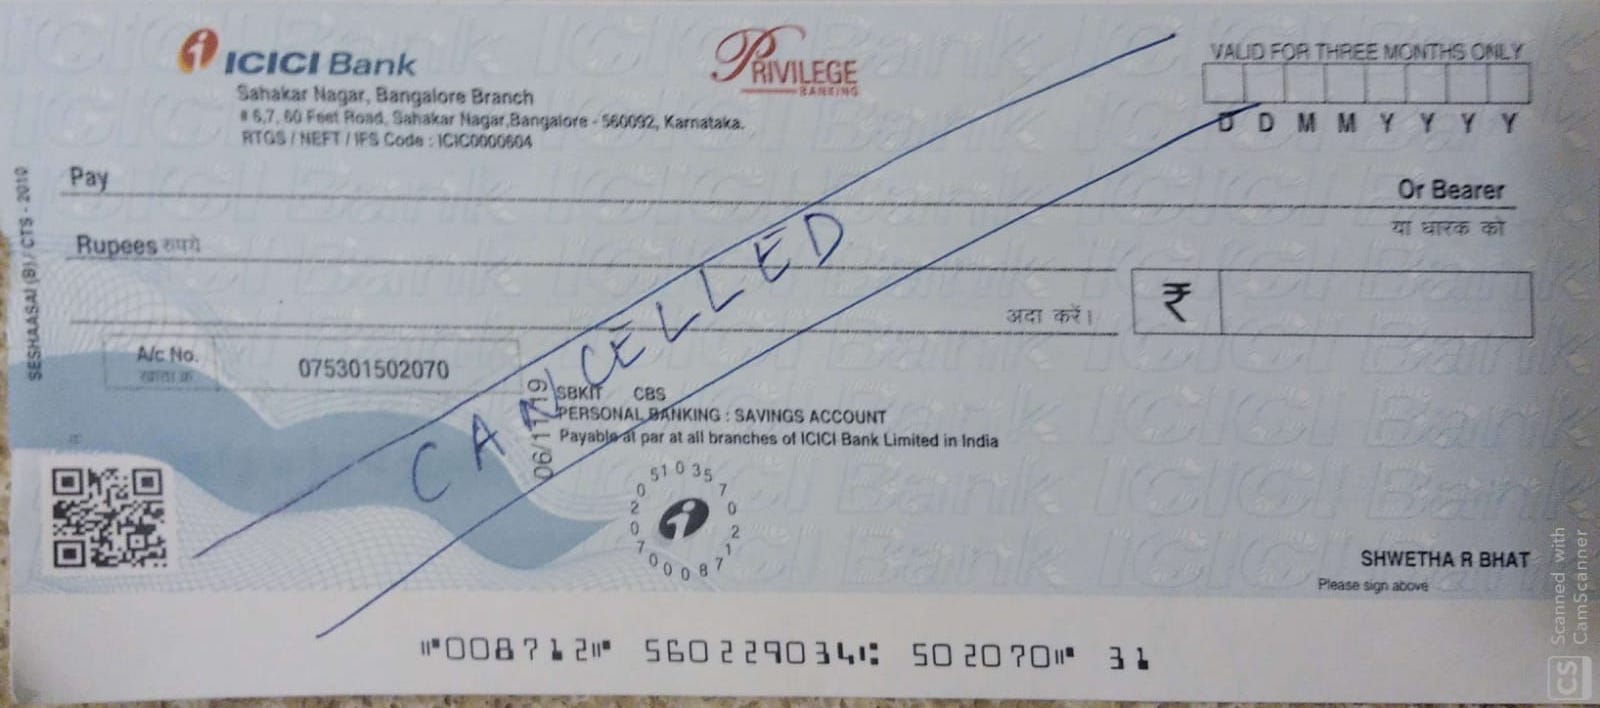 ICICI Bank
PRIVILEGE
BANKING
VALID FOR THREE MONTHS ONLY
D D M M Y Y Y Y
Sahakar Nagar, Bangalore Branch
# 6,7, 60 Feet Road, Sahakar Nagar,Bangalore - 560092, Karnataka.
RTGS / NEFT / IFS Code : ICIC0000604
Pay
Or Bearer
या धारक को
Rupees रुपये
अदा करें।
₹
A/c No.
खाता क्र.
075301502070
CANCELLED
SBKIT CBS
PERSONAL BANKING : SAVINGS ACCOUNT
Payable at par at all branches of ICICI Bank Limited in India
06/11/19
SESHAASAI (B) / CTS - 2010
SHWETHA R BHAT
Please sign above
⑈008712⑈ 560229034⑆ 502070⑈ 31
Scanned with
CamScanner
CS